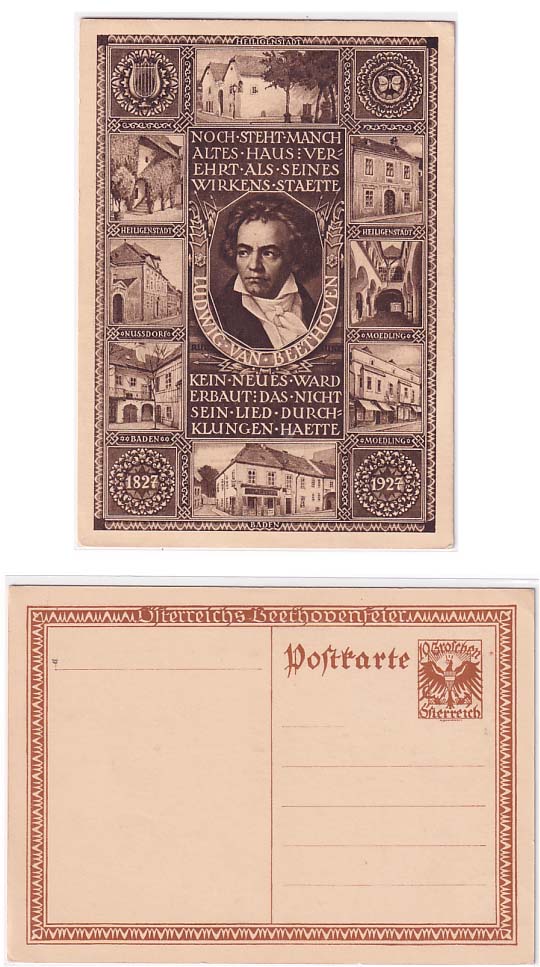 HEILIGENSTADT
NOCH·STEHT·MANCH
ALTES·HAUS:VER-
EHRT·ALS·SEINES
WIRKENS·STAETTE
HEILIGENSTADT
HEILIGENSTADT
LUDWIG·VAN·BEETHOVEN
NUSSDORF
MOEDLING
KEIN·NEUES·WARD
ERBAUT:DAS·NICHT
SEIN·LIED·DURCH-
KLUNGEN·HAETTE
BADEN
MOEDLING
1827
1927
BADEN
Österreichs Beethovenfeier
Postkarte
10 Groschen
Österreich